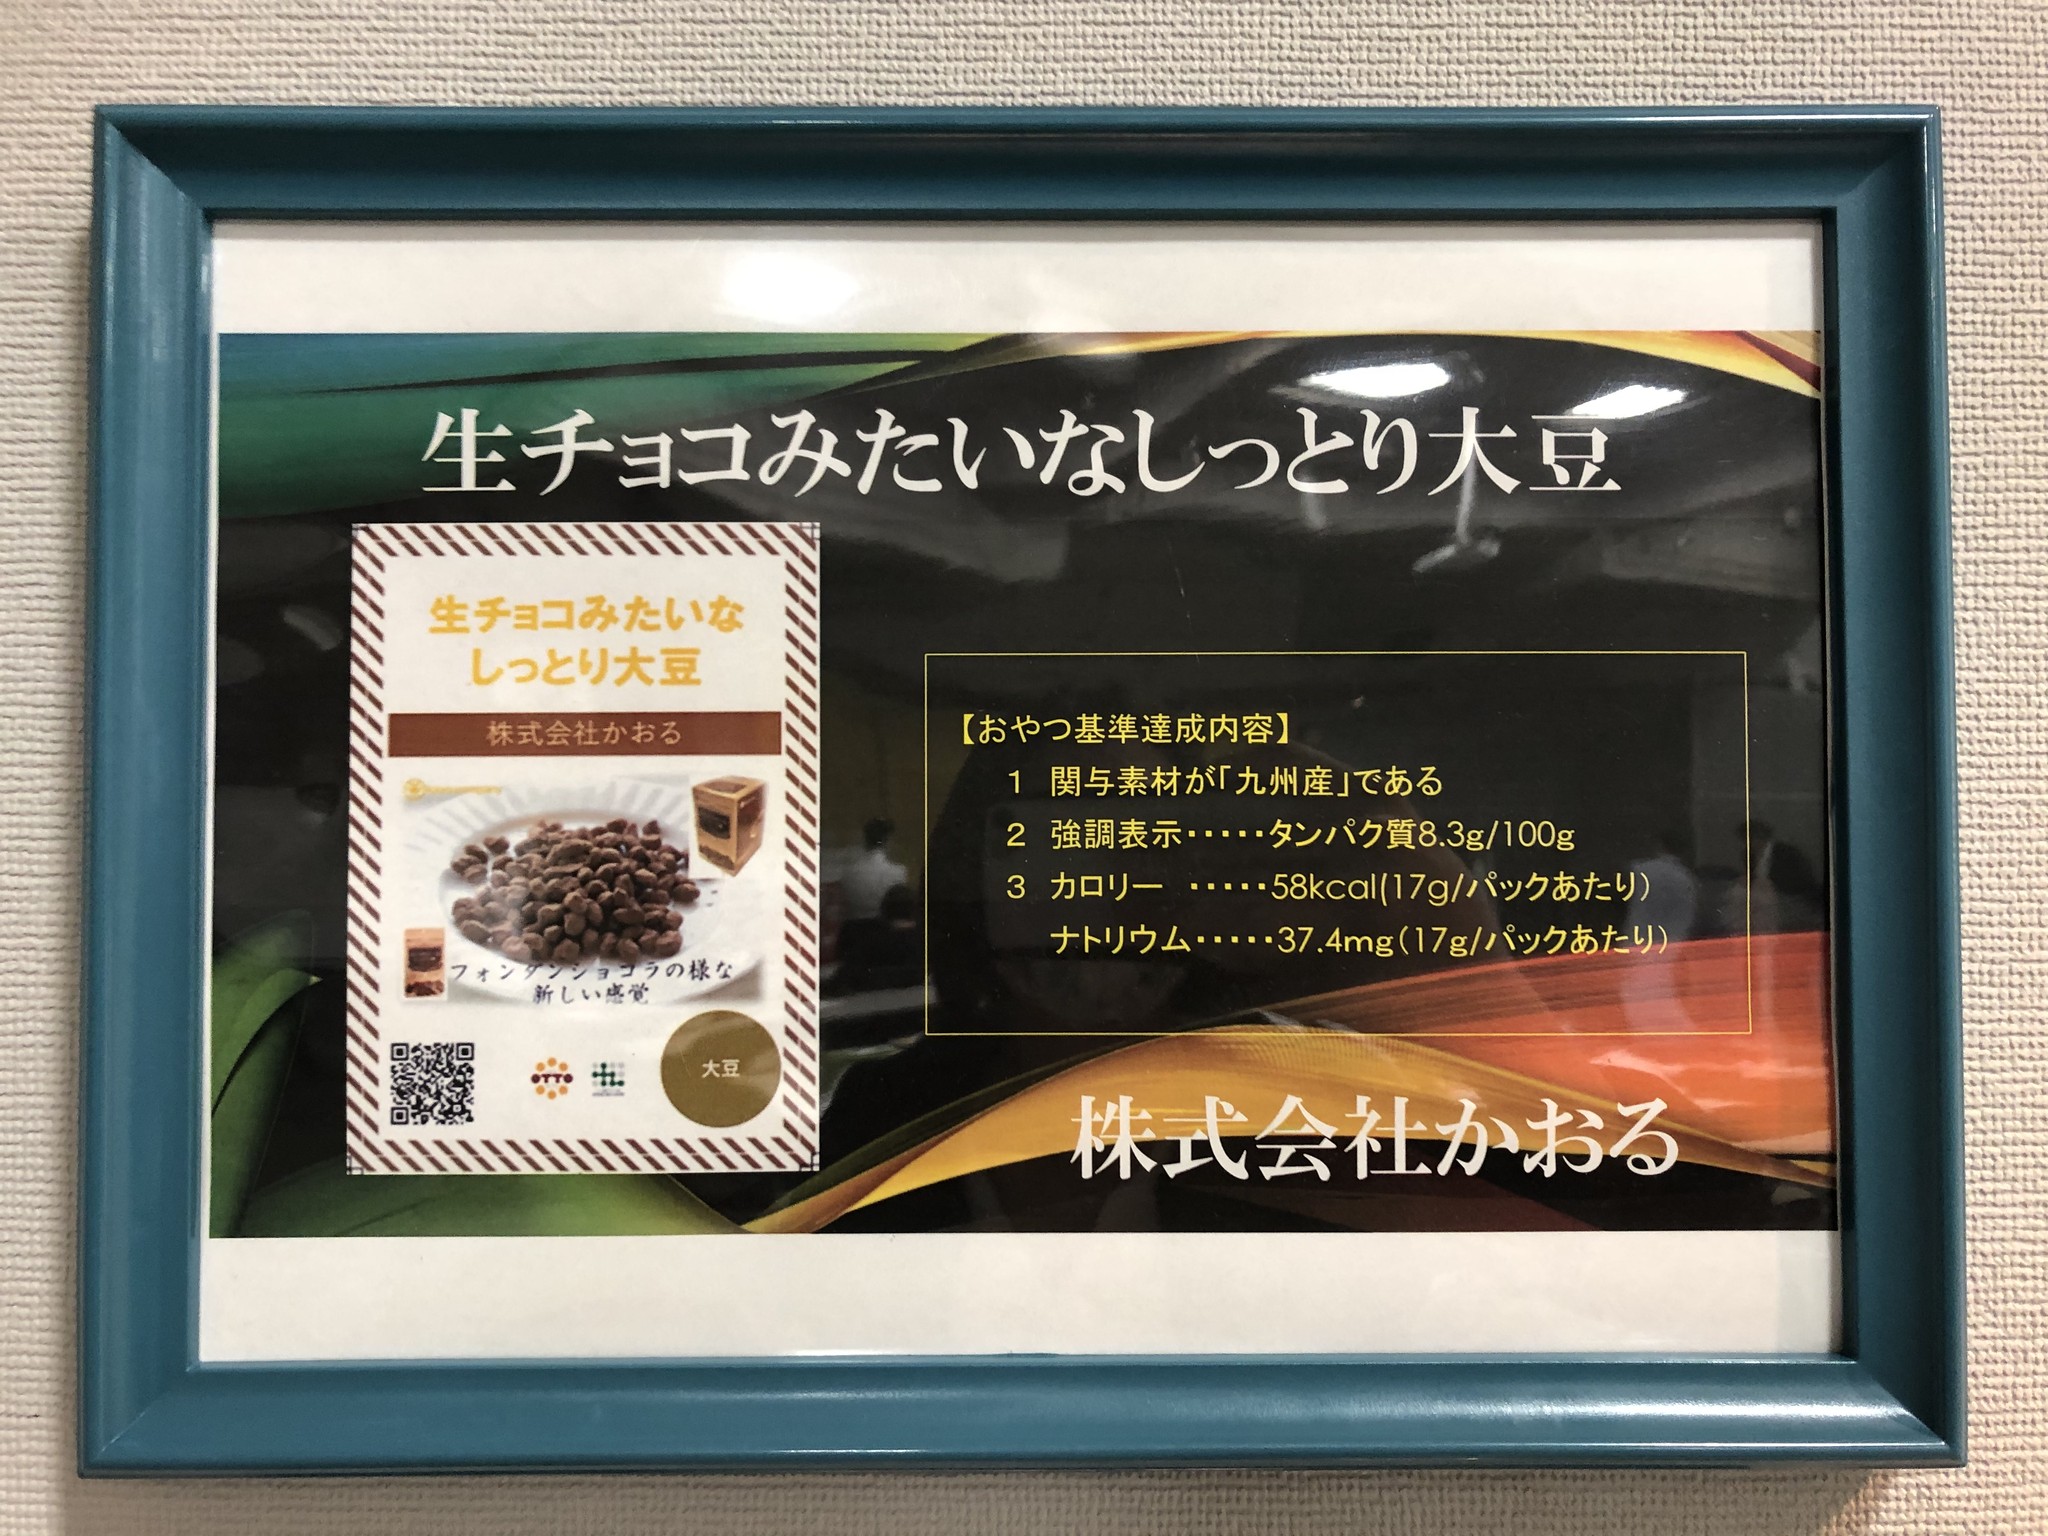 生チョコみたいなしっとり大豆
生チョコみたいな
しっとり大豆
株式会社かおる
フォンダンショコラの様な
新しい感覚
OTTO
大豆
【おやつ基準達成内容】
1 関与素材が「九州産」である
2 強調表示・・・・・タンパク質8.3g/100g
3 カロリー ・・・・・58kcal(17g/パックあたり)
ナトリウム・・・・・37.4mg(17g/パックあたり)
株式会社かおる